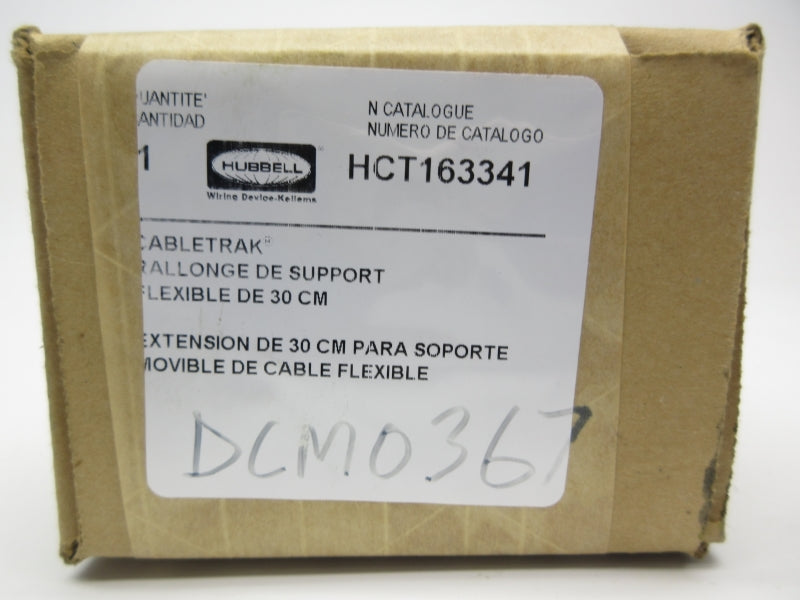 UANTITE' N CATALOGUE
ANTIDAD NUMERO DE CATALOGO
1 HUBBELL HCT163341
Wiring Device-Kellems
CABLETRAK®
RALLONGE DE SUPPORT
FLEXIBLE DE 30 CM
EXTENSION DE 30 CM PARA SOPORTE
MOVIBLE DE CABLE FLEXIBLE
DCM0367